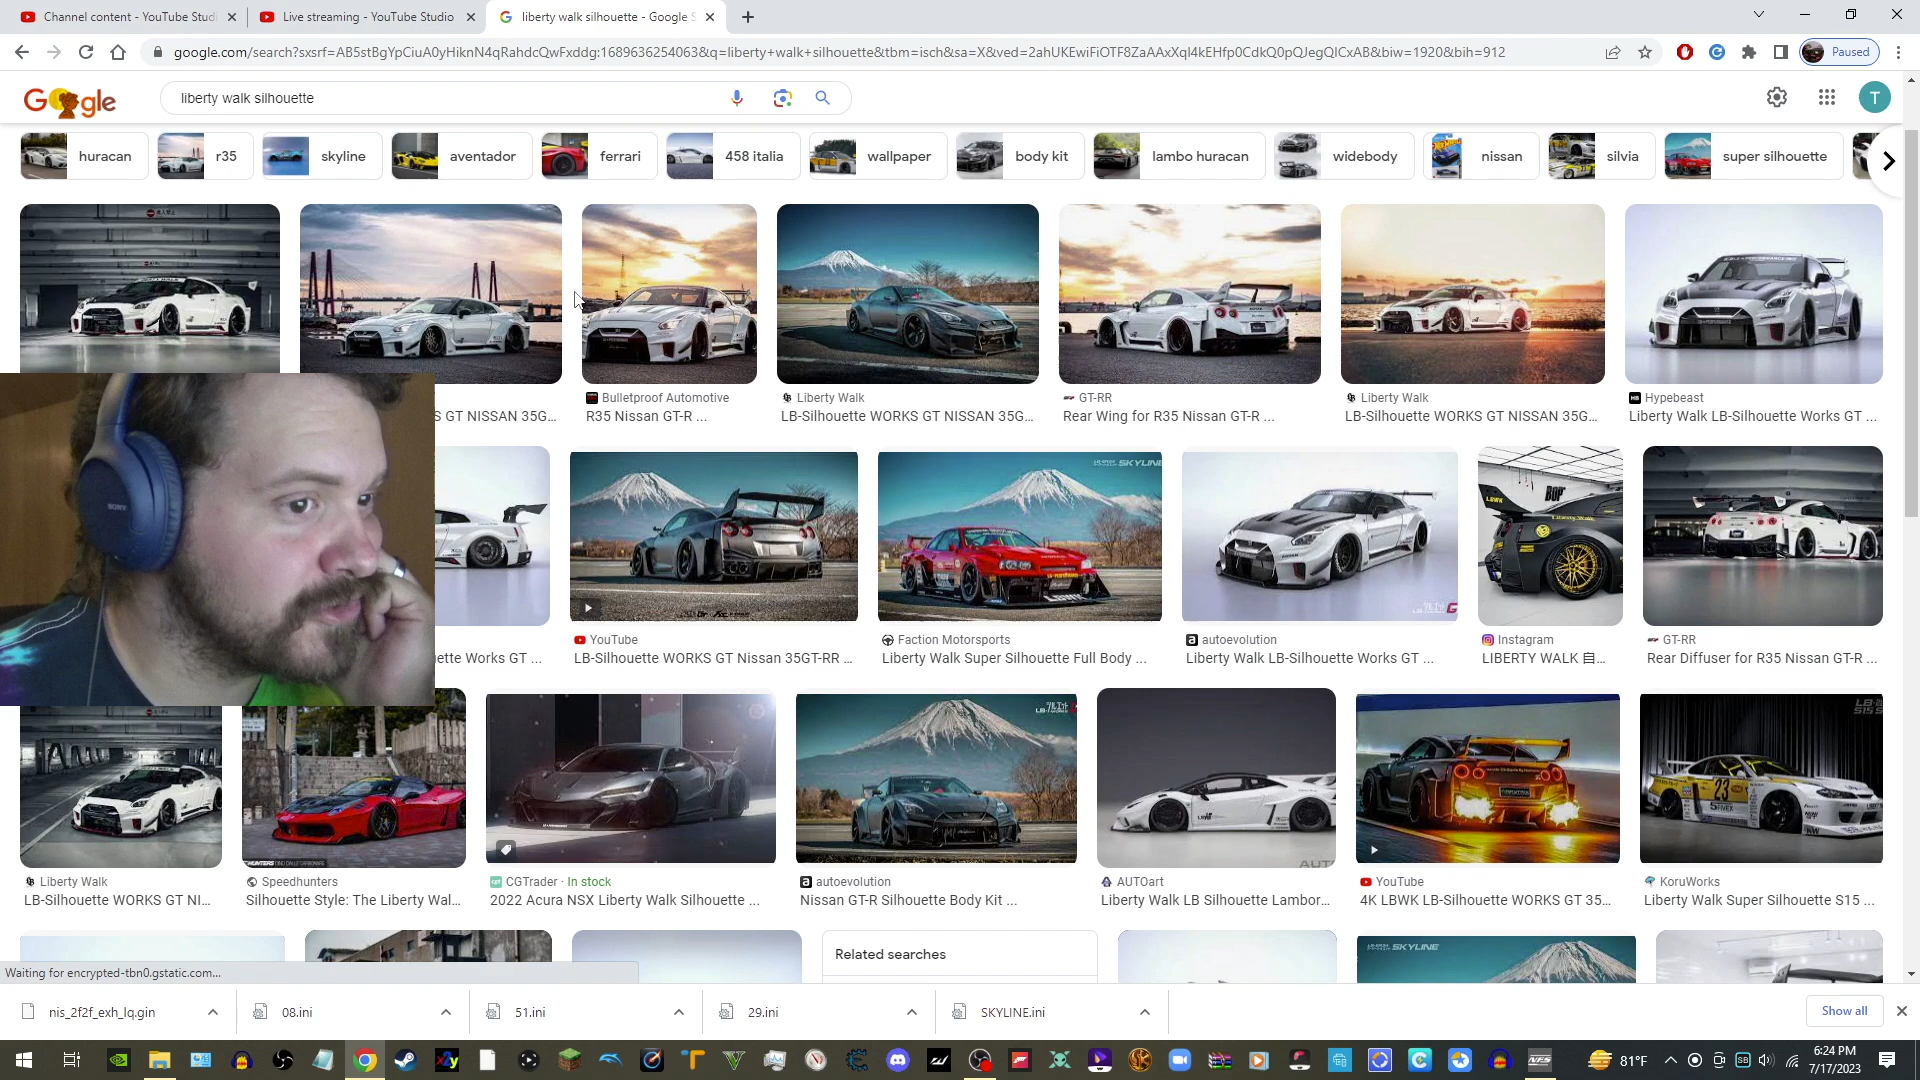 Channel content - YouTube Studi
Live streaming - YouTube Studio
liberty walk silhouette - Google S
google.com/search?sxsrf=AB5stBgYpCiuA0yHiknN4qRahdcQwFxddg:1689636254063&q=liberty+walk+silhouette&tbm=isch&sa=X&ved=2ahUKEwiFiOTF8ZaAAxXql4kEHfp0CdkQ0pQJegQICxAB&biw=1920&bih=912
Paused
liberty walk silhouette
T
huracan
r35
skyline
aventador
ferrari
458 italia
wallpaper
body kit
lambo huracan
widebody
nissan
silvia
super silhouette
S GT NISSAN 35G...
Bulletproof Automotive
R35 Nissan GT-R ...
Liberty Walk
LB-Silhouette WORKS GT NISSAN 35G...
GT-RR
Rear Wing for R35 Nissan GT-R ...
Liberty Walk
LB-Silhouette WORKS GT NISSAN 35G...
Hypebeast
Liberty Walk LB-Silhouette Works GT ...
SONY
SKYLINE
uette Works GT ...
YouTube
LB-Silhouette WORKS GT Nissan 35GT-RR ...
Faction Motorsports
Liberty Walk Super Silhouette Full Body ...
autoevolution
Liberty Walk LB-Silhouette Works GT ...
Instagram
LIBERTY WALK 自...
GT-RR
Rear Diffuser for R35 Nissan GT-R ...
23
Liberty Walk
LB-Silhouette WORKS GT NI...
Speedhunters
Silhouette Style: The Liberty Wal...
CGTrader · In stock
2022 Acura NSX Liberty Walk Silhouette ...
autoevolution
Nissan GT-R Silhouette Body Kit ...
AUTOart
Liberty Walk LB Silhouette Lambor...
YouTube
4K LBWK LB-Silhouette WORKS GT 35...
KoruWorks
Liberty Walk Super Silhouette S15 ...
Related searches
Waiting for encrypted-tbn0.gstatic.com...
nis_2f2f_exh_lq.gin
08.ini
51.ini
29.ini
SKYLINE.ini
Show all
81°F
6:24 PM
7/17/2023